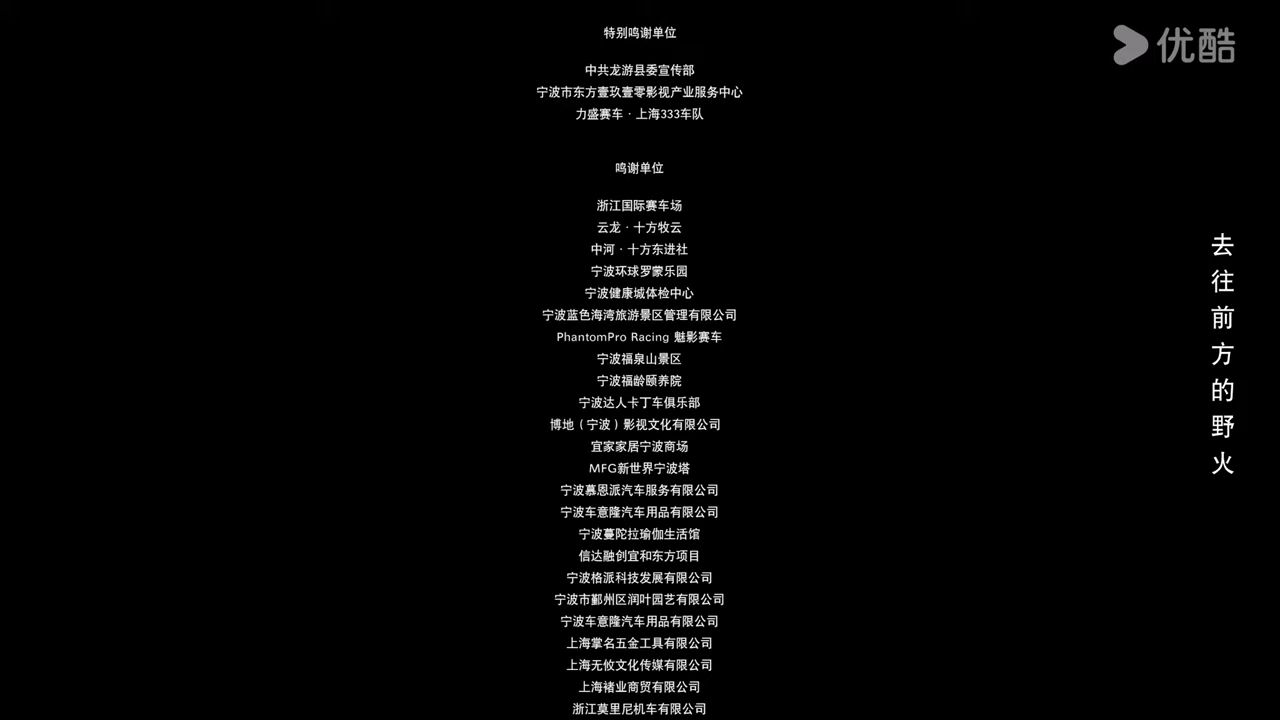 特别鸣谢单位
中共龙游县委宣传部
宁波市东方壹玖壹零影视产业服务中心
力盛赛车·上海333车队
鸣谢单位
浙江国际赛车场
云龙·十方牧云
中河·十方东进社
宁波环球罗蒙乐园
宁波健康城体检中心
宁波蓝色海湾旅游景区管理有限公司
PhantomPro Racing 魅影赛车
宁波福泉山景区
宁波福龄颐养院
宁波达人卡丁车俱乐部
博地（宁波）影视文化有限公司
宜家家居宁波商场
MFG新世界宁波塔
宁波慕恩派汽车服务有限公司
宁波车意隆汽车用品有限公司
宁波蔓陀拉瑜伽生活馆
信达融创宜和东方项目
宁波格派科技发展有限公司
宁波市鄞州区润叶园艺有限公司
宁波车意隆汽车用品有限公司
上海掌名五金工具有限公司
上海无攸文化传媒有限公司
上海褚业商贸有限公司
浙江莫里尼机车有限公司
优酷
去往前方的野火